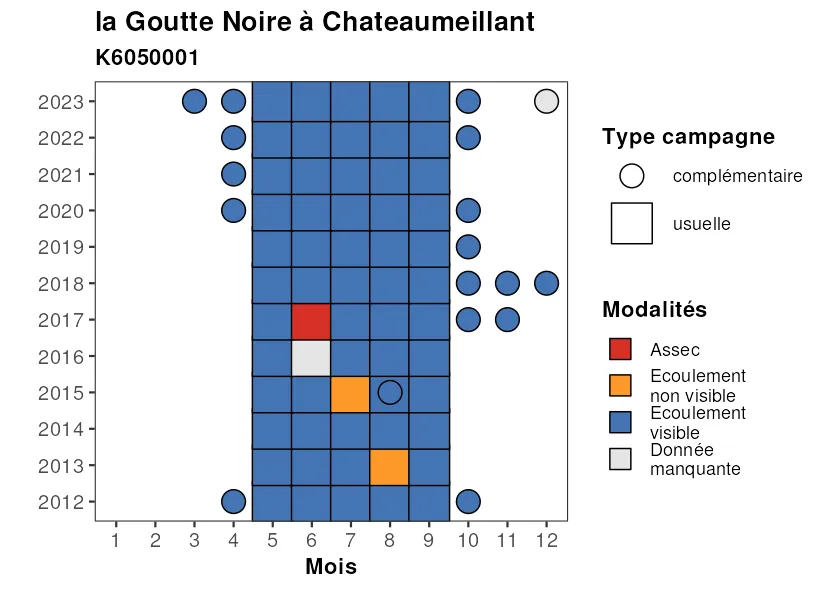 la Goutte Noire à Chateaumeillant
K6050001
2023
2022
2021
2020
2019
2018
2017
2016
2015
2014
2013
2012
1 2 3 4 5 6 7 8 9 10 11 12
Mois
Type campagne
complémentaire
usuelle
Modalités
Assec
Ecoulement
non visible
Ecoulement
visible
Donnée
manquante